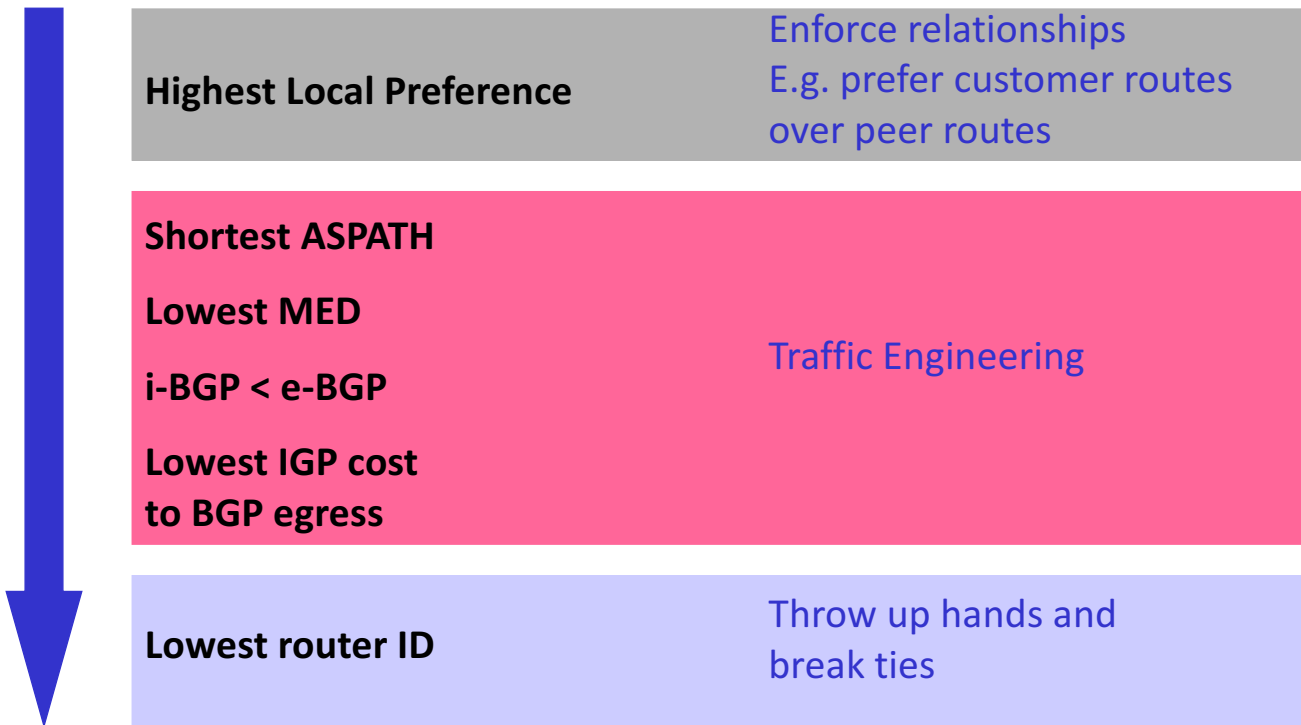 Highest Local Preference
Enforce relationships
E.g. prefer customer routes
over peer routes
Shortest ASPATH
Lowest MED
i-BGP < e-BGP
Lowest IGP cost
to BGP egress
Traffic Engineering
Lowest router ID
Throw up hands and
break ties